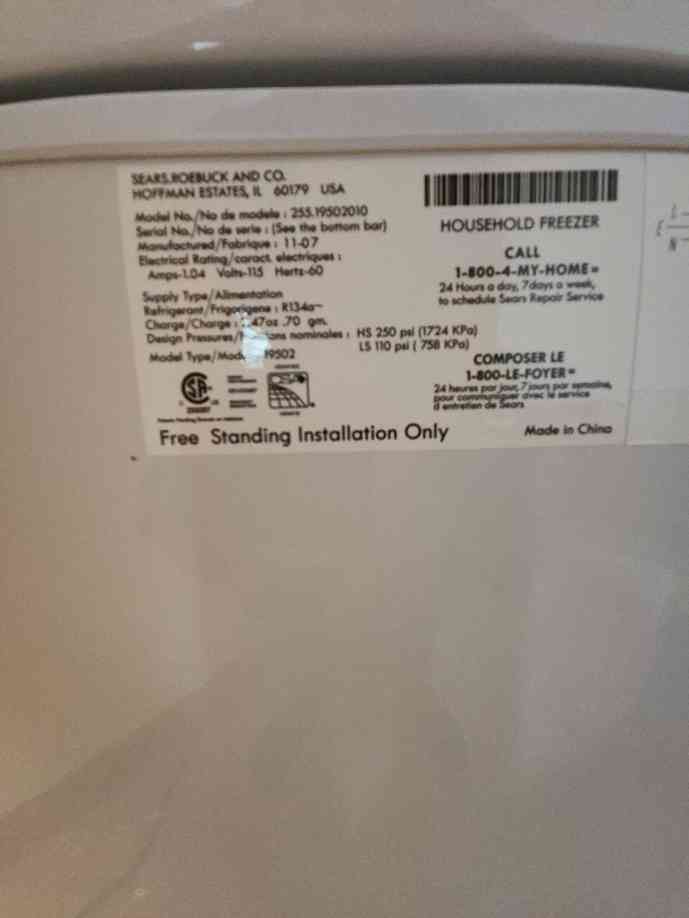 SEARS,ROEBUCK AND CO.
HOFFMAN ESTATES, IL 60179 USA
Model No./No de modele : 255.19502010
Serial No./No de serie : (See the bottom bar)
Manufactured/Fabrique : 11-07
Electrical Rating/caract. electriques :
Amps-1.04 Volts-115 Hertz-60
Supply Type/Alimentation
Refrigerant/Frigorigene : R134a
Charge/Charge : 47oz .70 gm.
Design Pressures/ nominales : HS 250 psi (1724 KPa)
LS 110 psi ( 758 KPa)
Model Type/ 19502
HOUSEHOLD FREEZER
CALL
1-800-4-MY-HOME
24 Hours a day, 7days a week,
to schedule Sears Repair Service
COMPOSER LE
1-800-LE-FOYER
24 heures par jour, 7 jours par semaine,
pour communiquer avec le service
d entretien de Sears
Free Standing Installation Only
Made in China